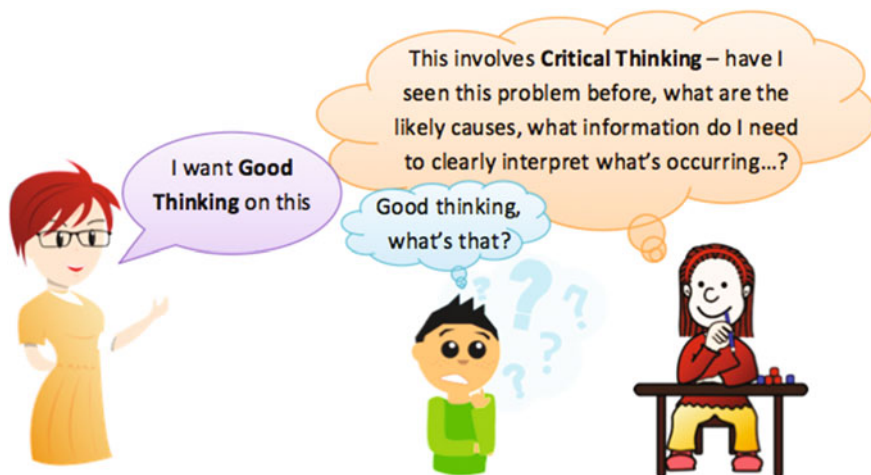 I want Good
Thinking on this
Good thinking,
what's that?
This involves Critical Thinking – have I
seen this problem before, what are the
likely causes, what information do I need
to clearly interpret what's occurring...?
? ? ? ? ?